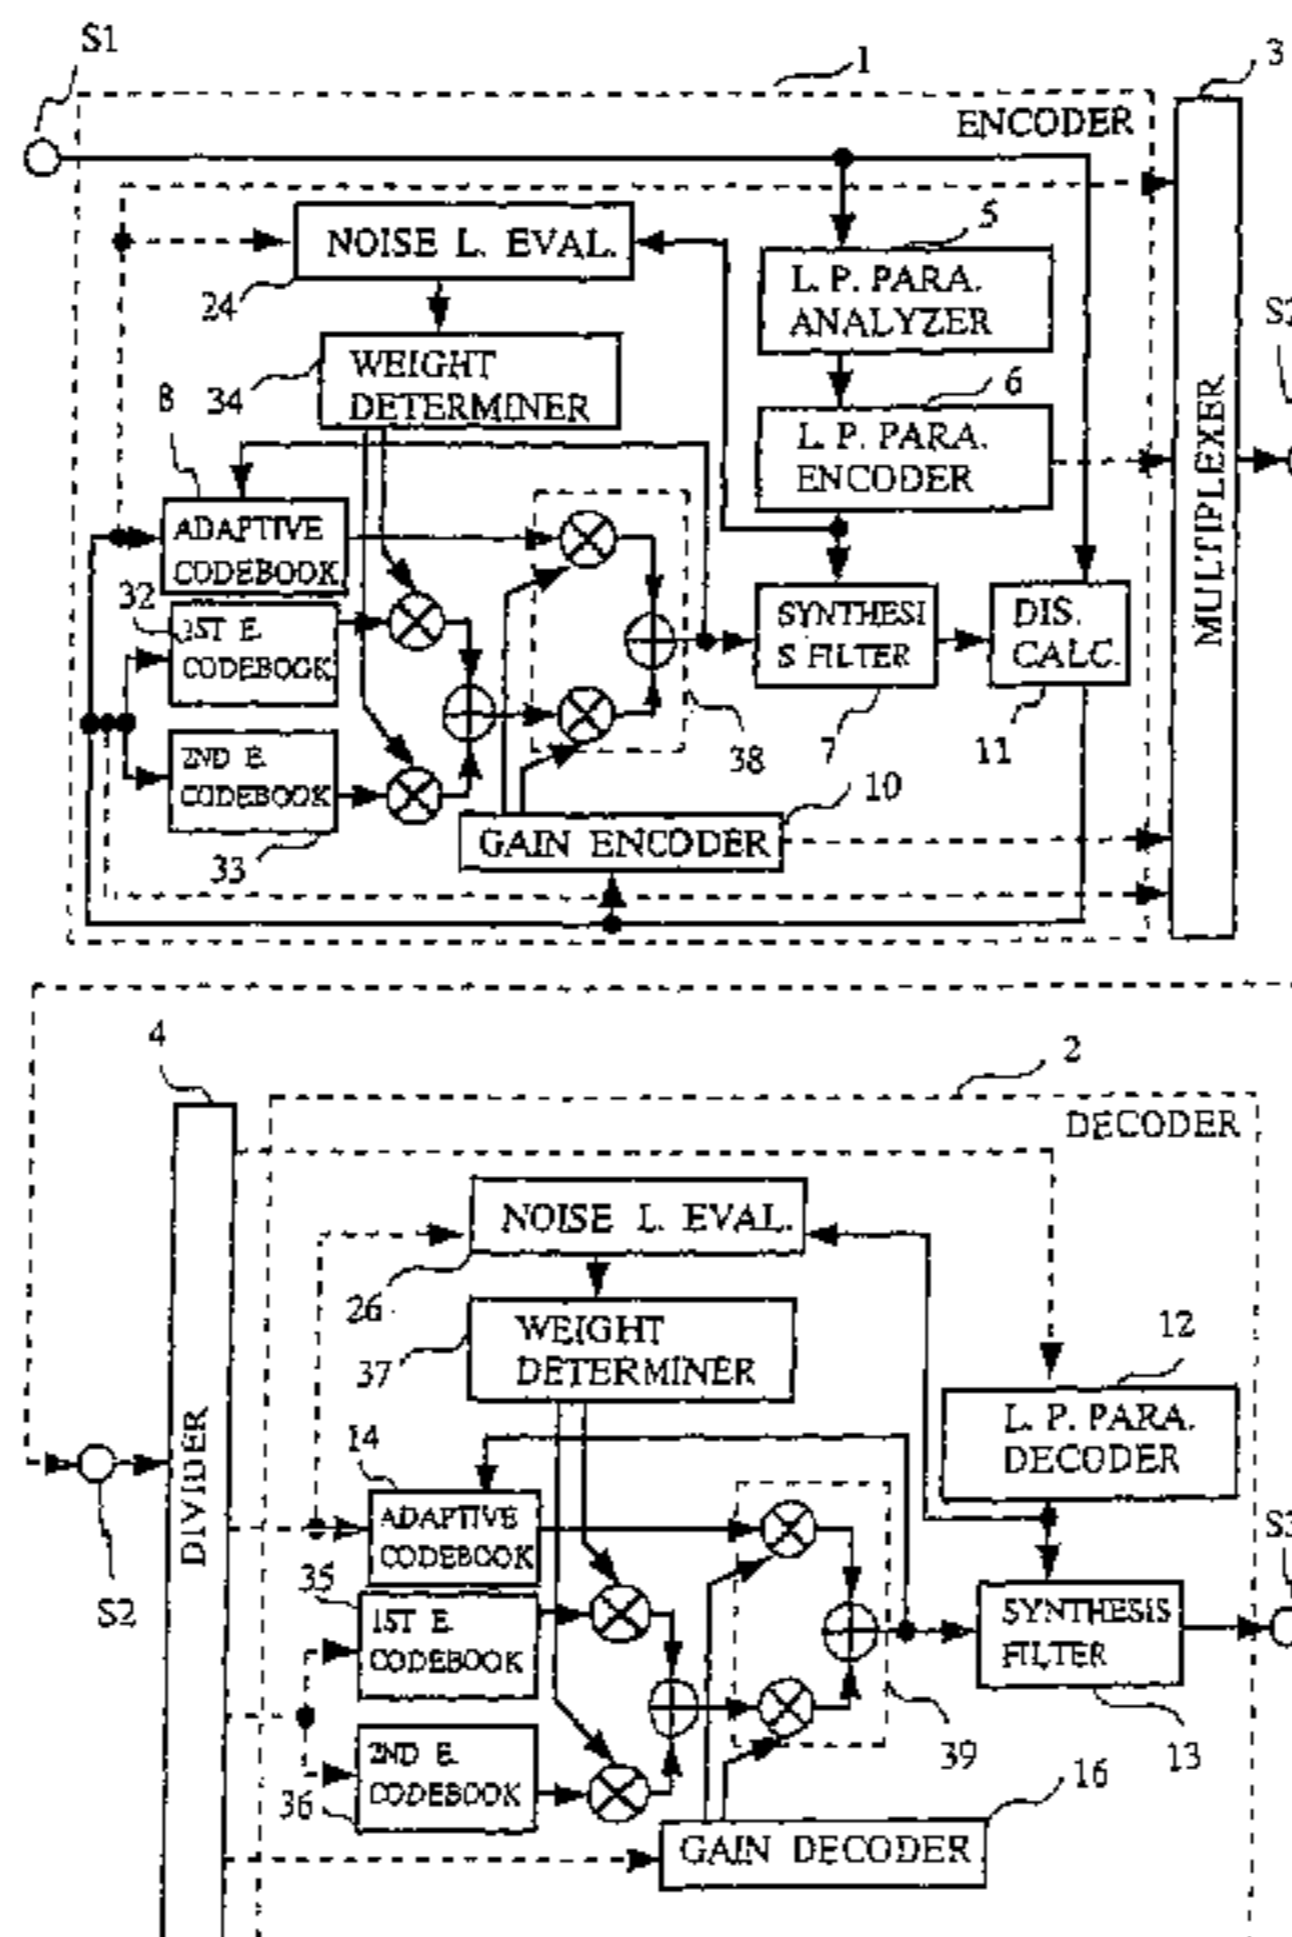 S1
1
3
ENCODER
NOISE L. EVAL.
24
5
L. P. PARA.
ANALYZER
WEIGHT
DETERMINER
34
8
6
L. P. PARA.
ENCODER
MULTIPLEXER
ADAPTIVE
CODEBOOK
32
1ST E.
CODEBOOK
2ND E.
CODEBOOK
33
38
SYNTHESI
S FILTER
7
DIS.
CALC.
11
10
GAIN ENCODER
4
2
DECODER
NOISE L. EVAL.
26
WEIGHT
DETERMINER
37
12
L. P. PARA.
DECODER
DIVIDER
S2
14
ADAPTIVE
CODEBOOK
35
1ST E.
CODEBOOK
2ND E.
CODEBOOK
36
39
SYNTHESIS
FILTER
13
S3
16
GAIN DECODER